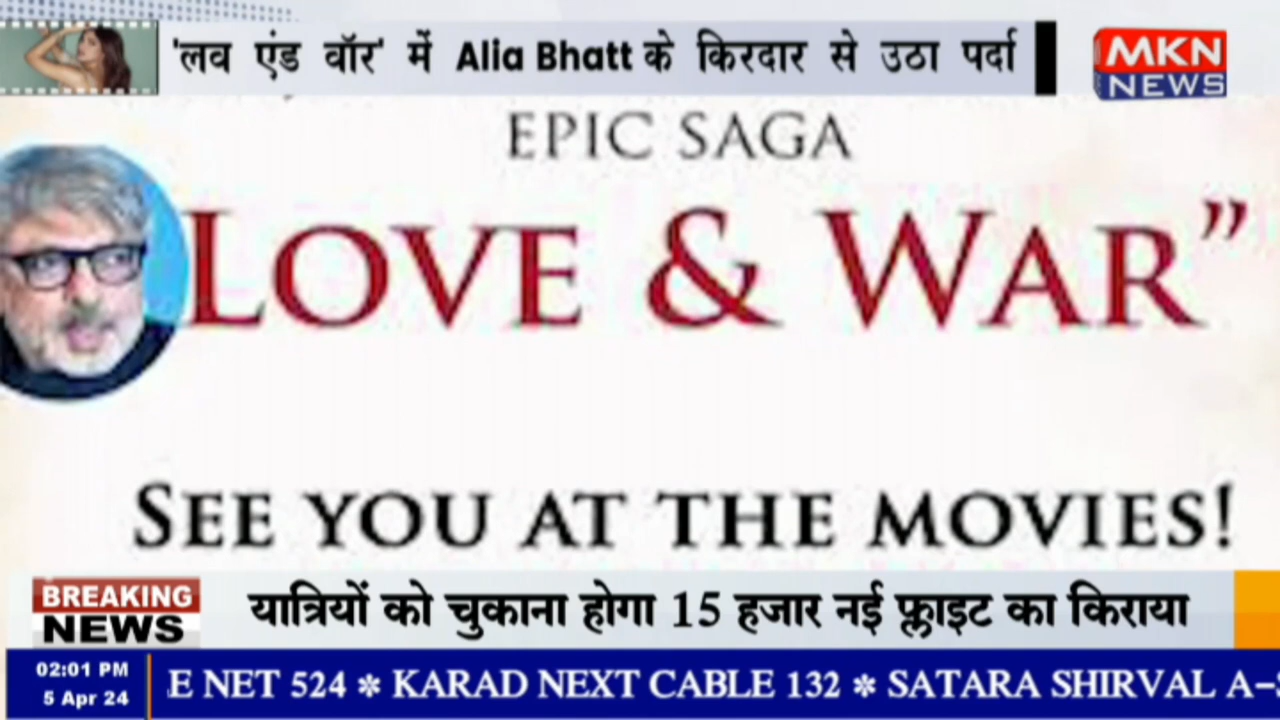 'लव एंड वॉर' में Alia Bhatt के किरदार से उठा पर्दा
MKN
NEWS
EPIC SAGA
LOVE & WAR”
SEE YOU AT THE MOVIES!
BREAKING
NEWS
यात्रियों को चुकाना होगा 15 हजार नई फ्लाइट का किराया
02:01 PM
5 Apr 24
E NET 524 * KARAD NEXT CABLE 132 * SATARA SHIRVAL A-